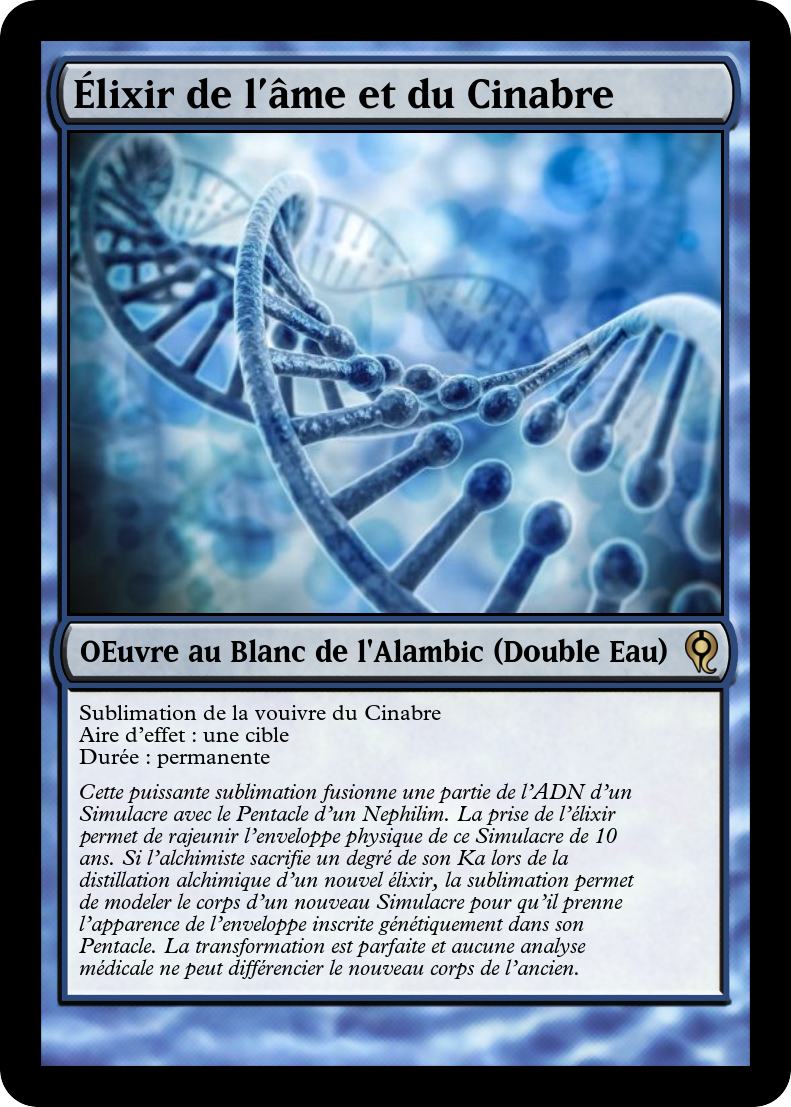 Élixir de l'âme et du Cinabre
OEuvre au Blanc de l'Alambic (Double Eau)
Sublimation de la vouivre du Cinabre
Aire d’effet : une cible
Durée : permanente
Cette puissante sublimation fusionne une partie de l’ADN d’un
Simulacre avec le Pentacle d’un Nephilim. La prise de l’élixir
permet de rajeunir l’enveloppe physique de ce Simulacre de 10
ans. Si l’alchimiste sacrifie un degré de son Ka lors de la
distillation alchimique d’un nouvel élixir, la sublimation permet
de modeler le corps d’un nouveau Simulacre pour qu’il prenne
l’apparence de l’enveloppe inscrite génétiquement dans son
Pentacle. La transformation est parfaite et aucune analyse
médicale ne peut différencier le nouveau corps de l’ancien.